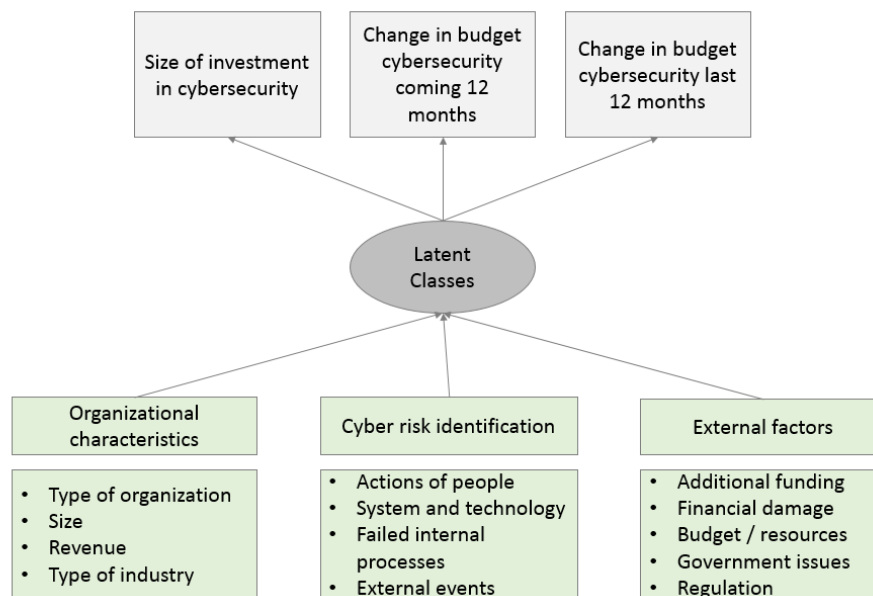 Size of investment
in cybersecurity
Change in budget
cybersecurity
coming 12
months
Change in budget
cybersecurity last
12 months
Latent
Classes
Organizational
characteristics
Cyber risk identification
External factors
• Type of organization
• Size
• Revenue
• Type of industry
• Actions of people
• System and technology
• Failed internal
processes
• External events
• Additional funding
• Financial damage
• Budget / resources
• Government issues
• Regulation